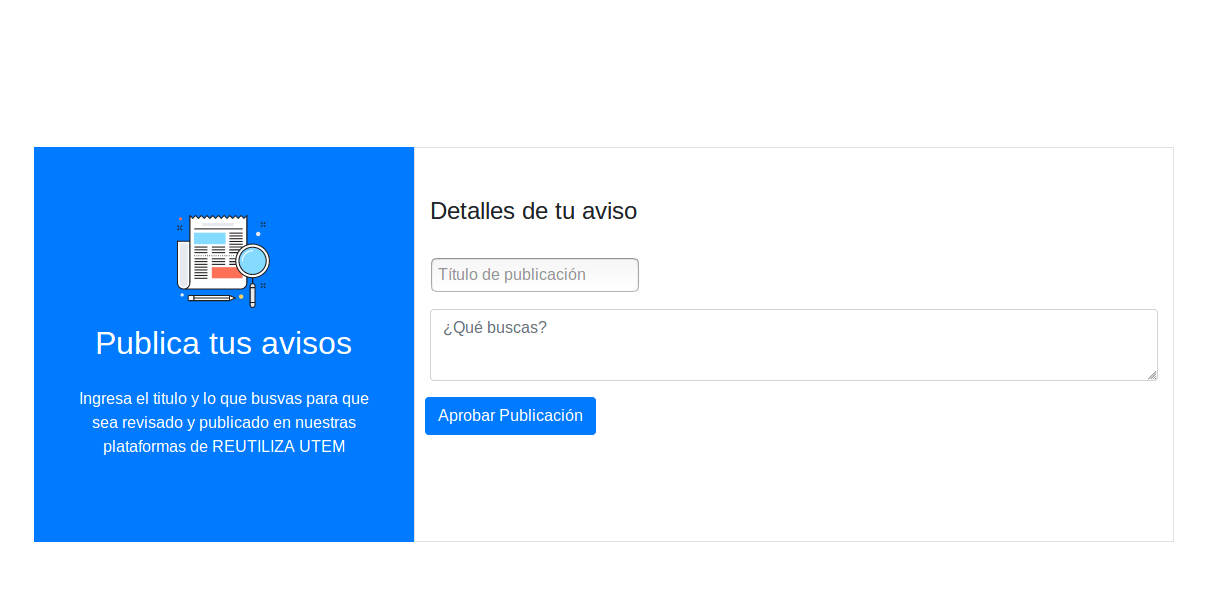 Publica tus avisos
Ingresa el titulo y lo que busvas para que
sea revisado y publicado en nuestras
plataformas de REUTILIZA UTEM
Detalles de tu aviso
Título de publicación
¿Qué buscas?
Aprobar Publicación